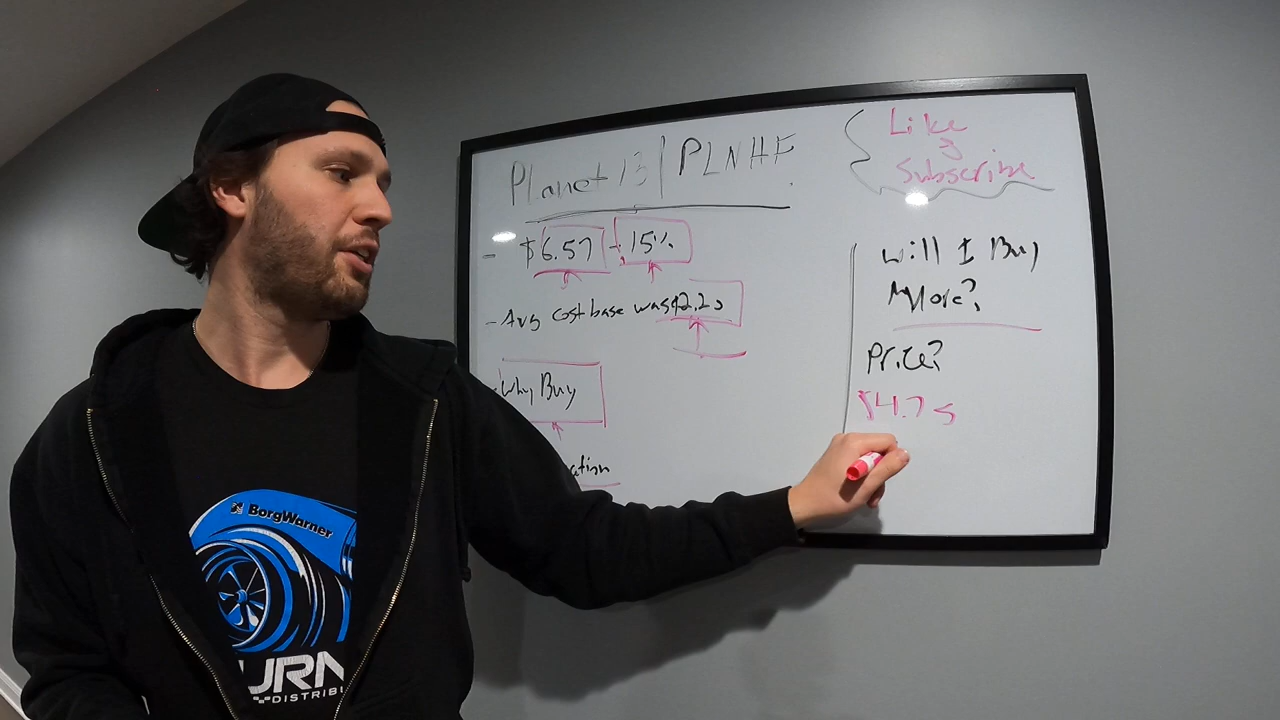 Planet 13 | PLNHF
- $6.57 -15%
- Avg cost base was $2.20
- Why Buy
Like
&
Subscribe
Will I Buy
More?
Price?
$4.75
BorgWarner
DISTRIB